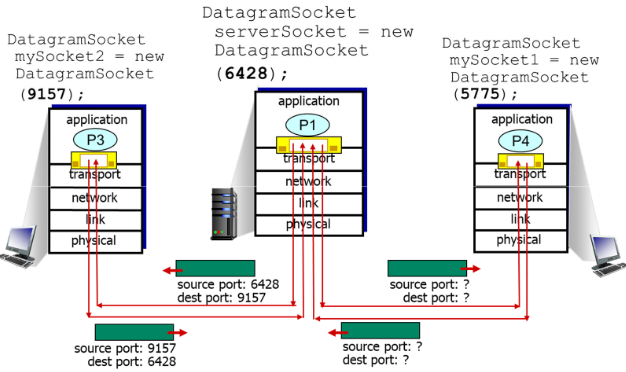 DatagramSocket
serverSocket = new
DatagramSocket
(6428);
DatagramSocket
mySocket2 = new
DatagramSocket
(9157);
DatagramSocket
mySocket1 = new
DatagramSocket
(5775);
application
P3
transport
network
link
physical
application
P1
transport
network
link
physical
application
P4
transport
network
link
physical
source port: 6428
dest port: 9157
source port: ?
dest port: ?
source port: 9157
dest port: 6428
source port: ?
dest port: ?